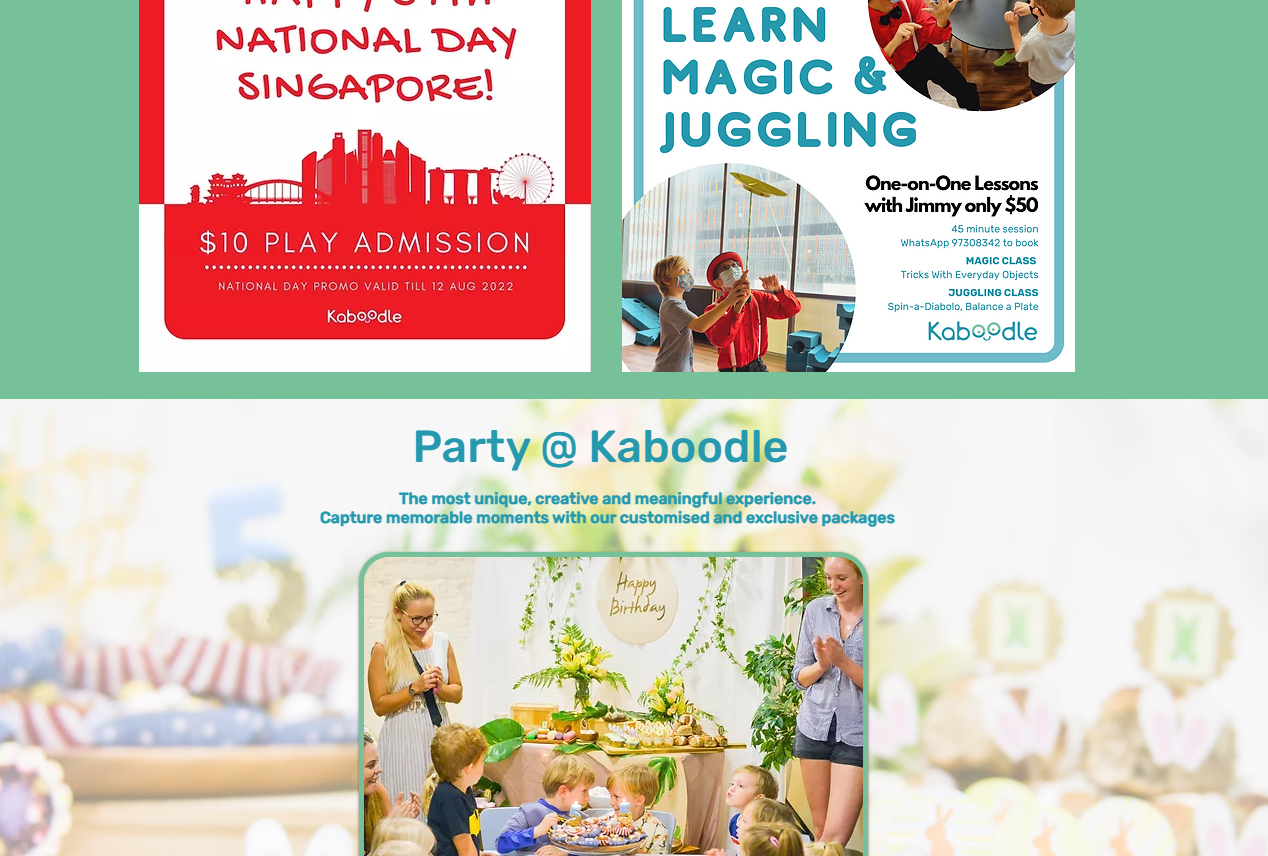 NATIONAL DAY
SINGAPORE!
$10 PLAY ADMISSION
NATIONAL DAY PROMO VALID TILL 12 AUG 2022
Kaboodle
LEARN
MAGIC &
JUGGLING
One-on-One Lessons
with Jimmy only $50
45 minute session
WhatsApp 97308342 to book
MAGIC CLASS
Tricks With Everyday Objects
JUGGLING CLASS
Spin-a-Diabolo, Balance a Plate
Kaboodle
Party @ Kaboodle
The most unique, creative and meaningful experience.
Capture memorable moments with our customised and exclusive packages
Happy
Birthday
5